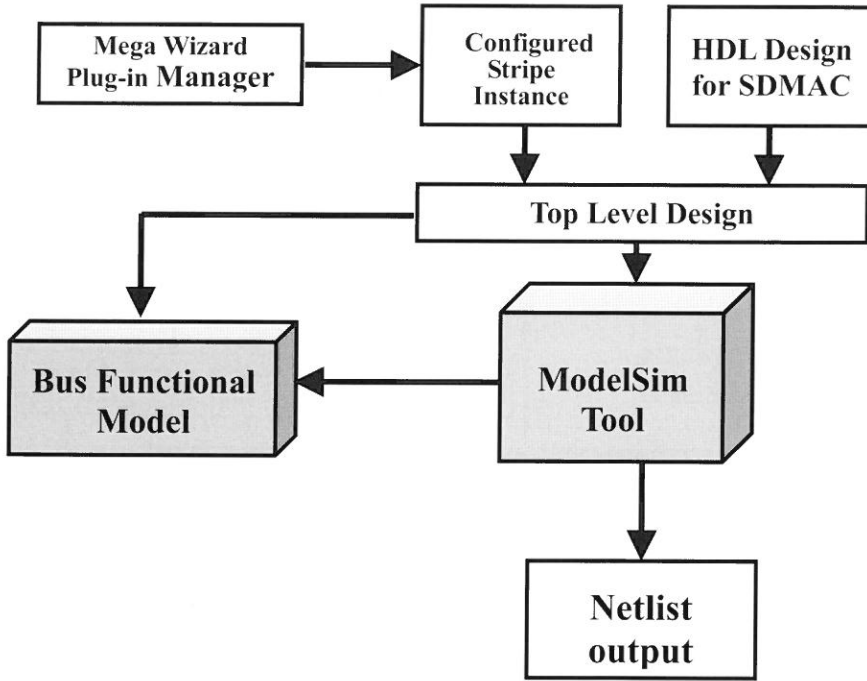 Mega Wizard
Plug-in Manager
Configured
Stripe
Instance
HDL Design
for SDMAC
Top Level Design
Bus Functional
Model
ModelSim
Tool
Netlist
output